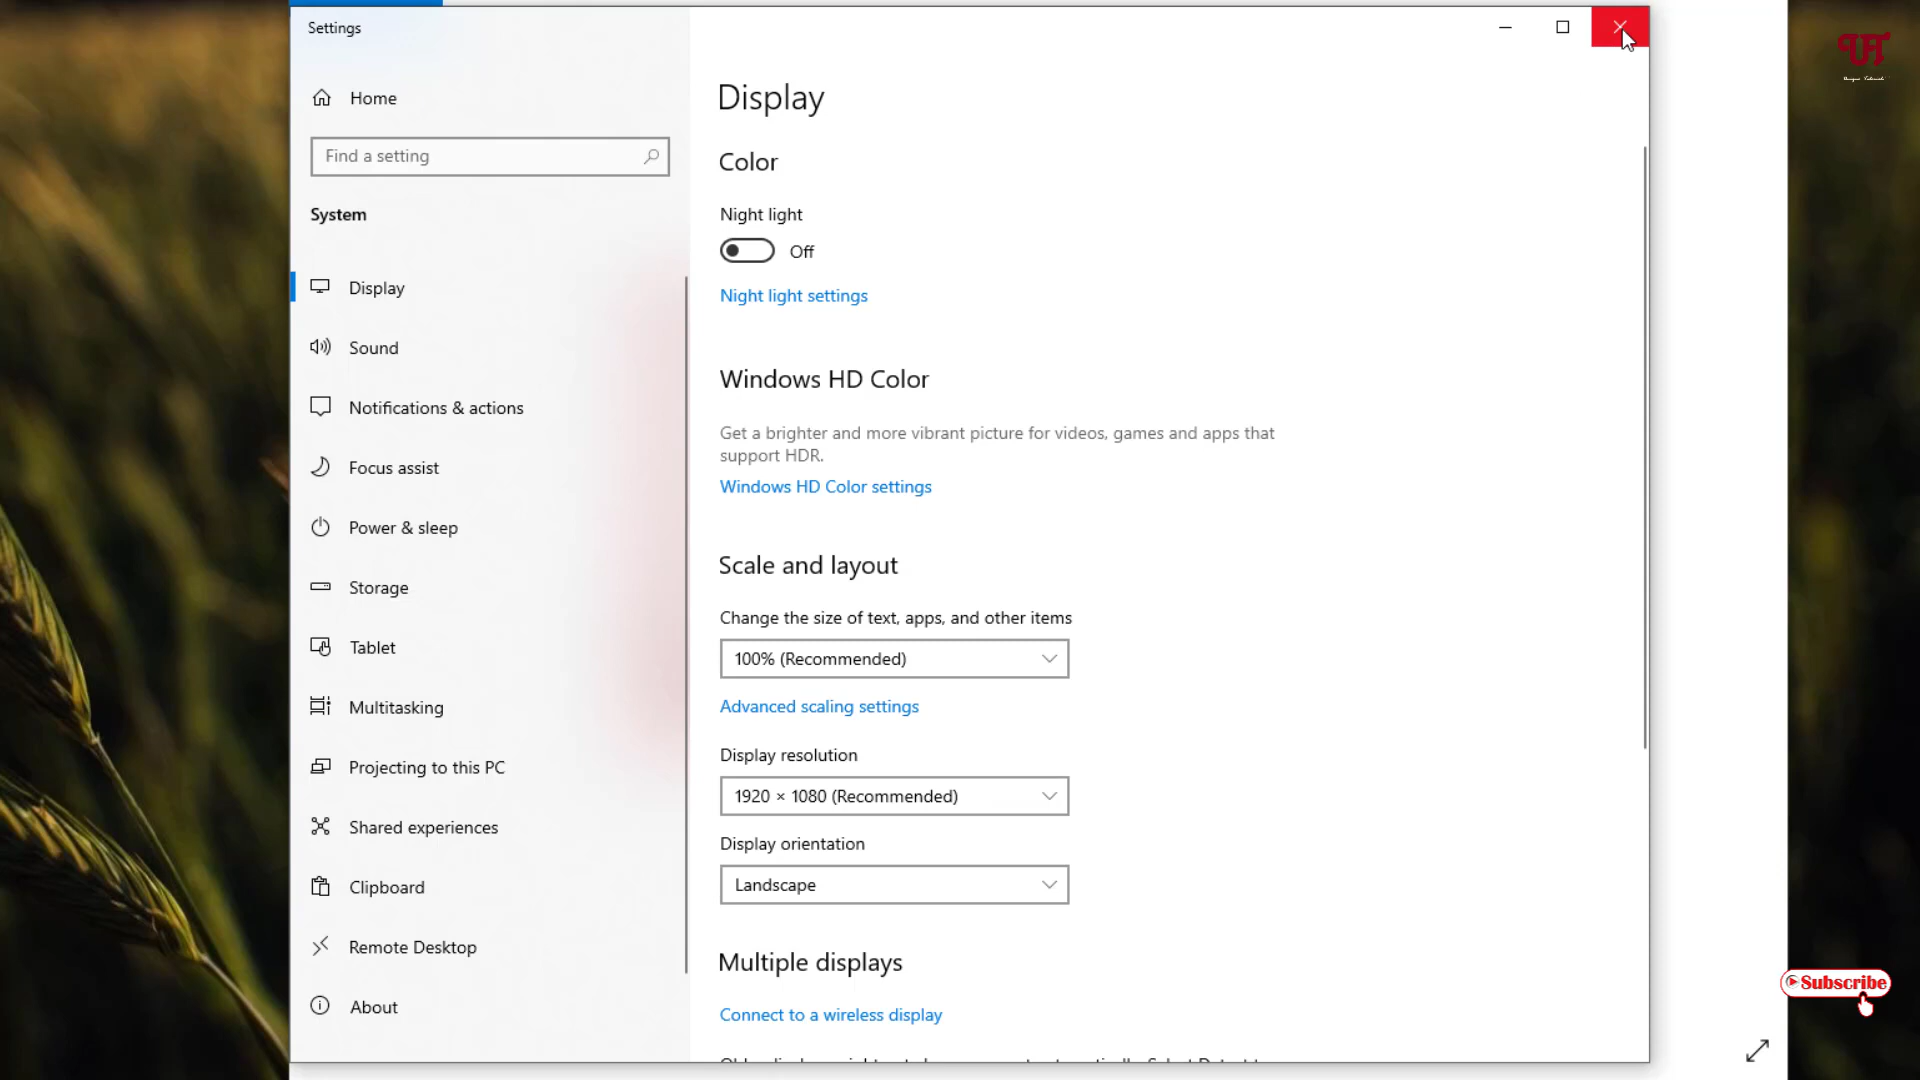 Settings
Home
Find a setting
System
Display
Sound
Notifications & actions
Focus assist
Power & sleep
Storage
Tablet
Multitasking
Projecting to this PC
Shared experiences
Clipboard
Remote Desktop
About
Display
Color
Night light
Off
Night light settings
Windows HD Color
Get a brighter and more vibrant picture for videos, games and apps that
support HDR.
Windows HD Color settings
Scale and layout
Change the size of text, apps, and other items
100% (Recommended)
Advanced scaling settings
Display resolution
1920 × 1080 (Recommended)
Display orientation
Landscape
Multiple displays
Connect to a wireless display
UT
Subscribe